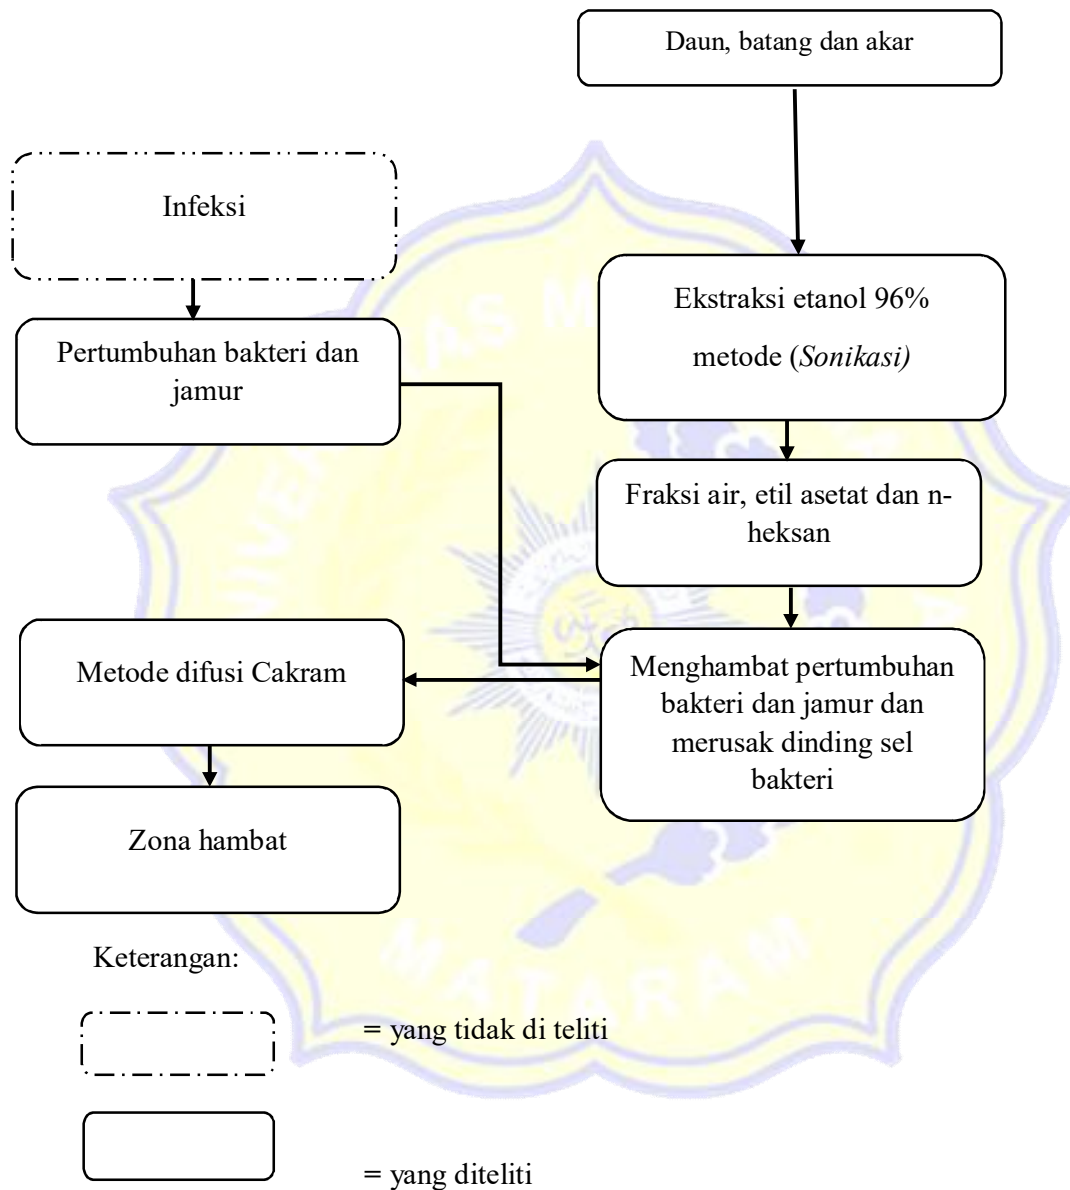 Daun, batang dan akar
Infeksi
Ekstraksi etanol 96%
metode (Sonikasi)
Pertumbuhan bakteri dan
jamur
Fraksi air, etil asetat dan n-
heksan
Metode difusi Cakram
Menghambat pertumbuhan
bakteri dan jamur dan
merusak dinding sel
bakteri
Zona hambat
Keterangan:
= yang tidak di teliti
= yang diteliti
MATARAM